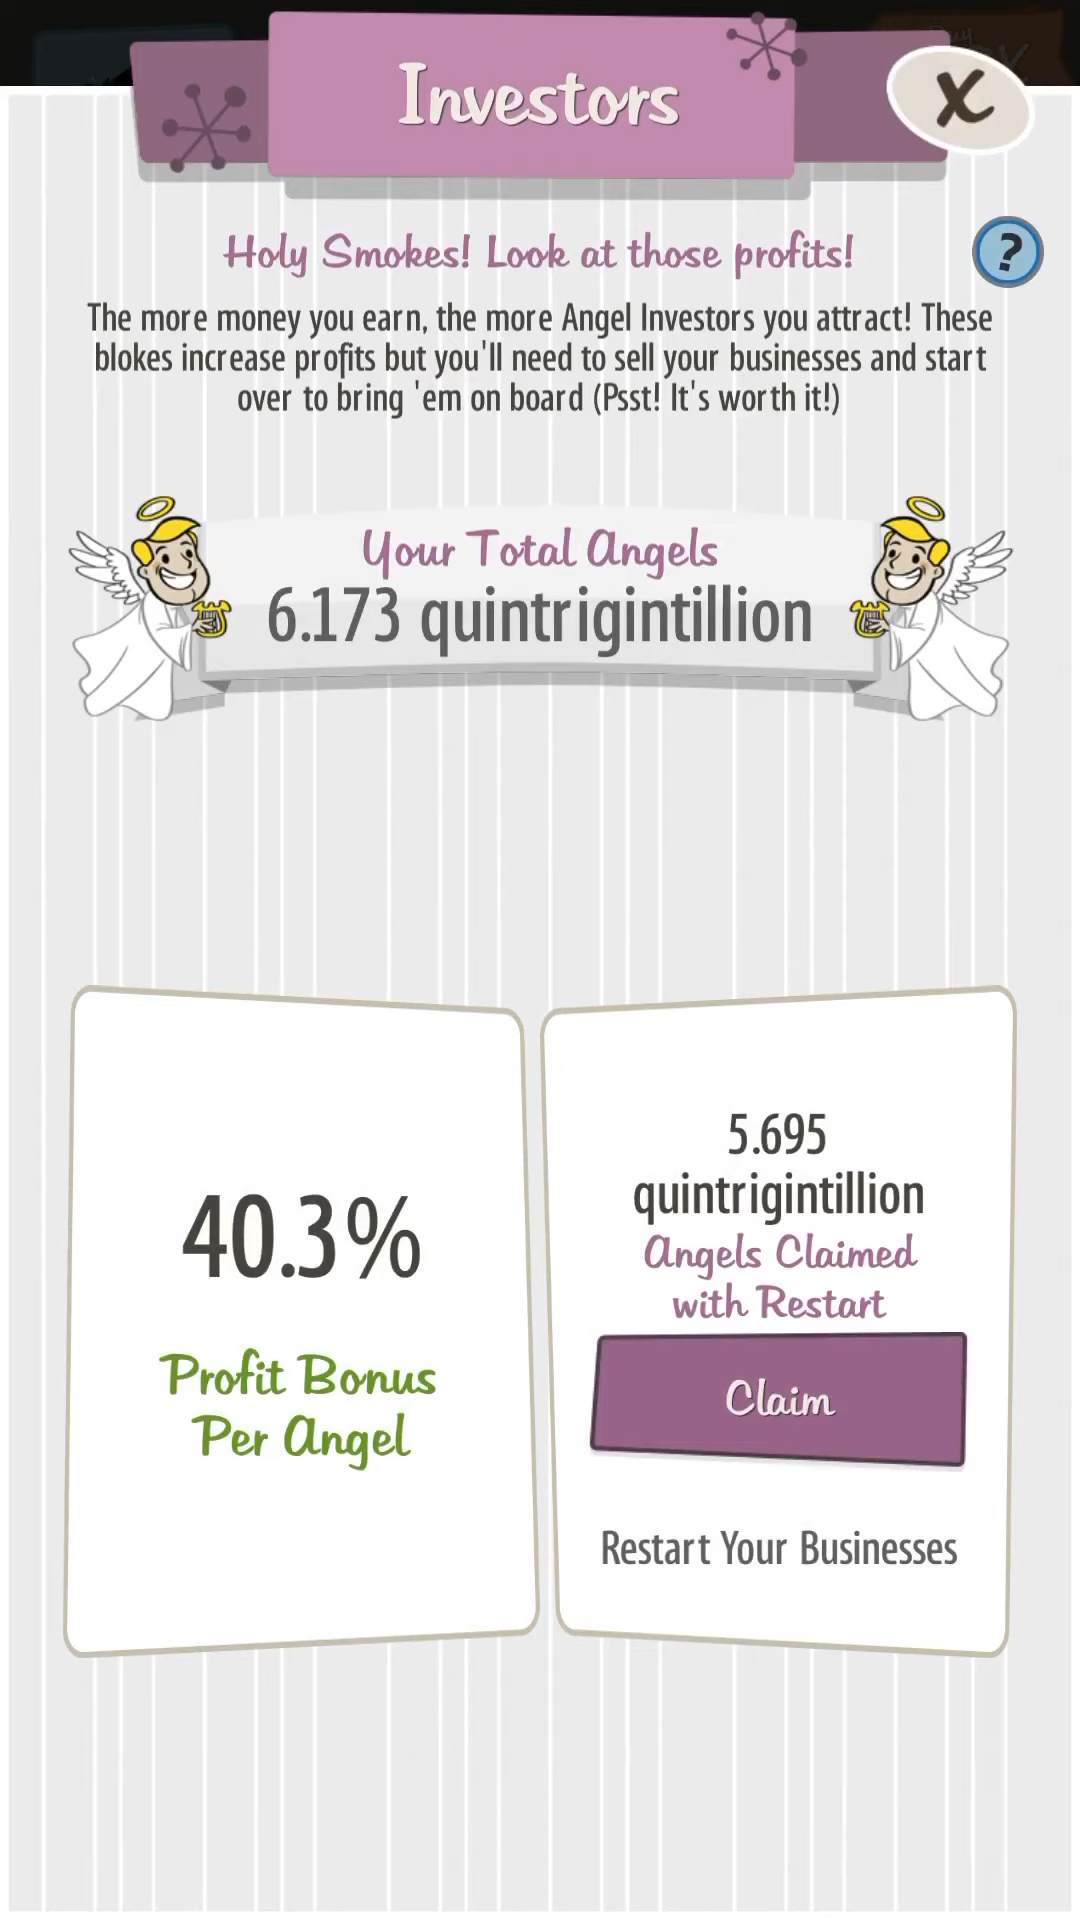 Buy
Investors
X
Holy Smokes! Look at those profits!
?
The more money you earn, the more Angel Investors you attract! These
blokes increase profits but you'll need to sell your businesses and start
over to bring 'em on board (Psst! It's worth it!)
Your Total Angels
6.173 quintrigintillion
40.3%
Profit Bonus
Per Angel
5.695
quintrigintillion
Angels Claimed
with Restart
Claim
Restart Your Businesses